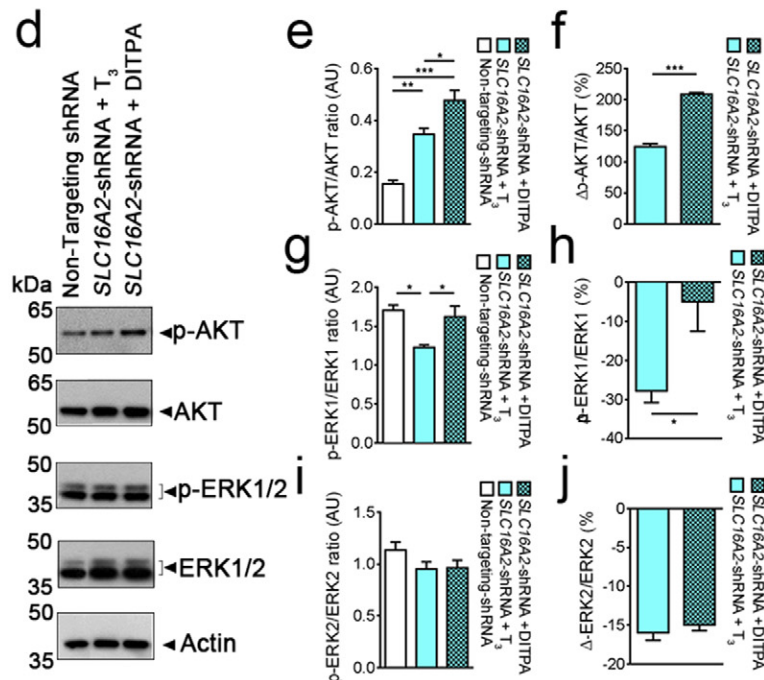 d
Non-Targeting shRNA
SLC16A2-shRNA + T3
SLC16A2-shRNA + DITPA
kDa
65
50
p-AKT
65
50
AKT
50
35
p-ERK1/2
50
35
ERK1/2
50
35
Actin
e
p-AKT/AKT ratio (AU)
0.6
0.4
0.2
0.0
*
***
**
Non-targeting-shRNA
SLC16A2-shRNA + T3
SLC16A2-shRNA +DITPA
f
Δp-AKT/AKT (%)
250
200
150
100
50
0
***
SLC16A2-shRNA + T3
SLC16A2-shRNA +DITPA
g
p-ERK1/ERK1 ratio (AU)
2.0
1.5
1.0
0.5
0.0
* *
Non-targeting-shRNA
SLC16A2-shRNA + T3
SLC16A2-shRNA +DITPA
h
p-ERK1/ERK1 (%)
0
-10
-20
-30
-40
*
SLC16A2-shRNA + T3
SLC16A2-shRNA +DITPA
i
p-ERK2/ERK2 ratio (AU)
1.5
1.0
0.5
0.0
Non-targeting-shRNA
SLC16A2-shRNA + T3
SLC16A2-shRNA +DITPA
j
Δ-ERK2/ERK2 (%
0
-5
-10
-15
-20
SLC16A2-shRNA + T3
SLC16A2-shRNA +DITPA